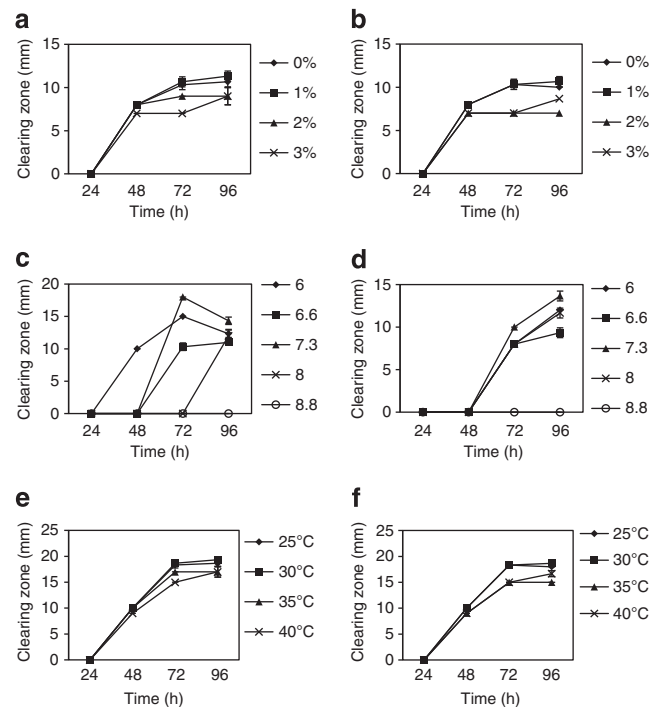 a
15
10
5
0
Clearing zone (mm)
24 48 72 96
Time (h)
0%
1%
2%
3%
b
15
10
5
0
Clearing zone (mm)
24 48 72 96
Time (h)
0%
1%
2%
3%
c
20
15
10
5
0
Clearing zone (mm)
24 48 72 96
Time (h)
6
6.6
7.3
8
8.8
d
15
10
5
0
Clearing zone (mm)
24 48 72 96
Time (h)
6
6.6
7.3
8
8.8
e
25
20
15
10
5
0
Clearing zone (mm)
24 48 72 96
Time (h)
25°C
30°C
35°C
40°C
f
25
20
15
10
5
0
Clearing zone (mm)
24 48 72 96
Time (h)
25°C
30°C
35°C
40°C